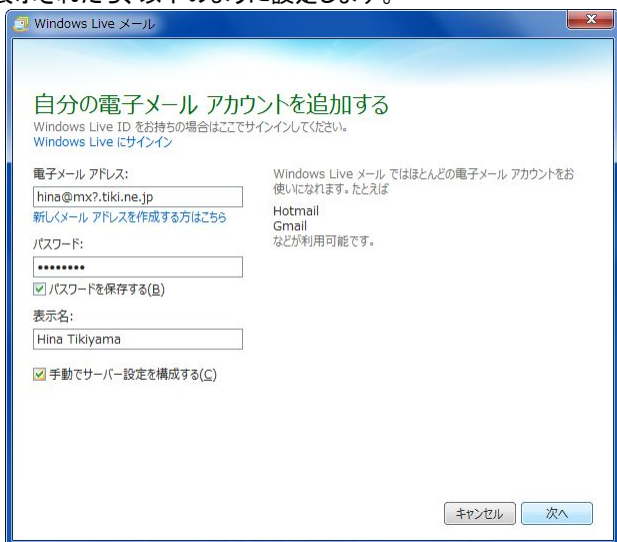 表示されたら、以下のように設定します。
Windows Live メール
自分の電子メール アカウントを追加する
Windows Live ID をお持ちの場合はここでサインインしてください。
Windows Live にサインイン
電子メール アドレス:
hina@mx?.tiki.ne.jp
新しくメール アドレスを作成する方はこちら
パスワード:
••••••••
パスワードを保存する(B)
表示名:
Hina Tikiyama
手動でサーバー設定を構成する(C)
Windows Live メール ではほとんどの電子メール アカウントをお
使いになれます。たとえば
Hotmail
Gmail
などが利用可能です。
キャンセル
次へ